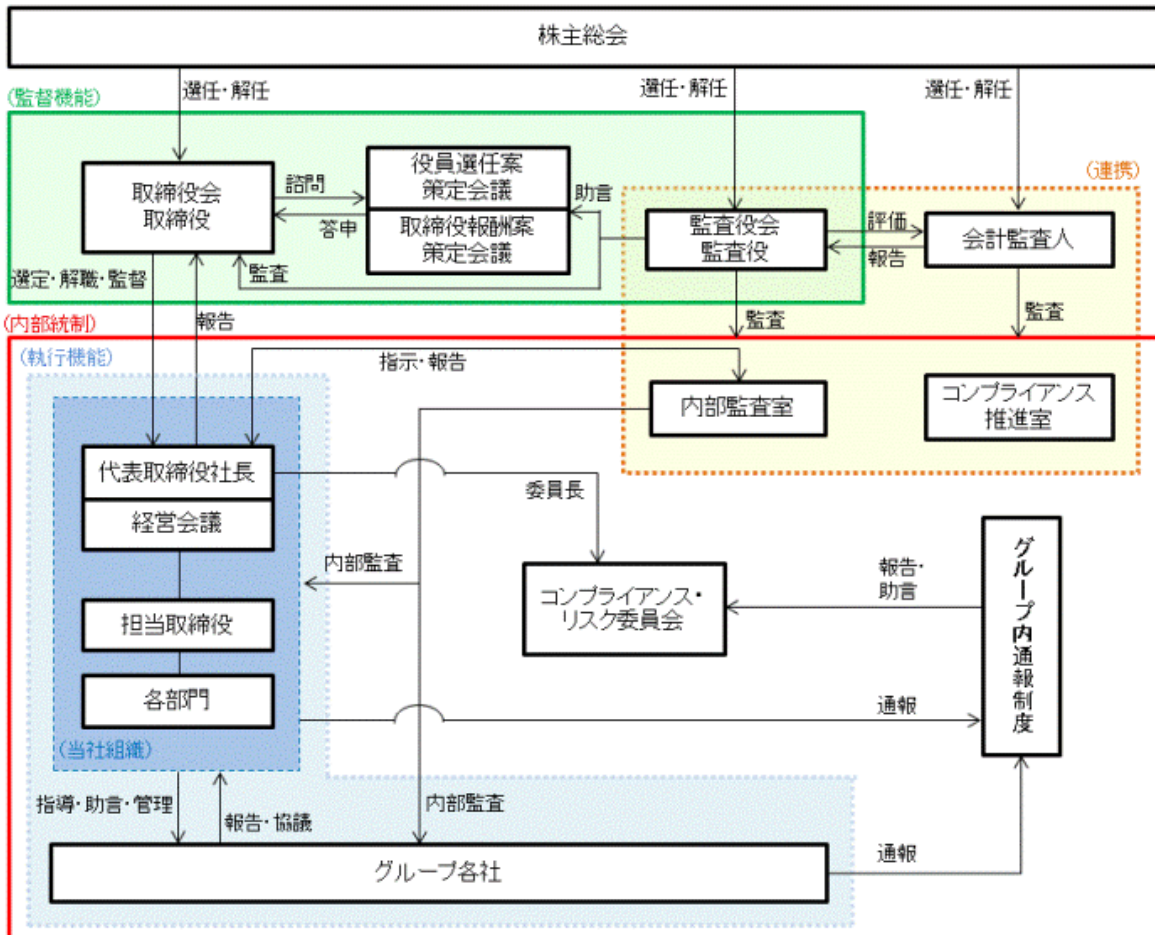 株主総会
選任・解任
選任・解任
選任・解任
(監督機能)
(連携)
取締役会
取締役
諮問
答申
役員選任案
策定会議
取締役報酬案
策定会議
助言
監査役会
監査役
評価
報告
会計監査人
監査
選定・解職・監督
報告
監査
監査
(内部統制)
(執行機能)
指示・報告
内部監査室
コンプライアンス
推進室
代表取締役社長
経営会議
委員長
内部監査
コンプライアンス・
リスク委員会
報告・
助言
グループ内通報制度
担当取締役
各部門
通報
(当社組織)
指導・助言・管理
報告・協議
内部監査
グループ各社
通報